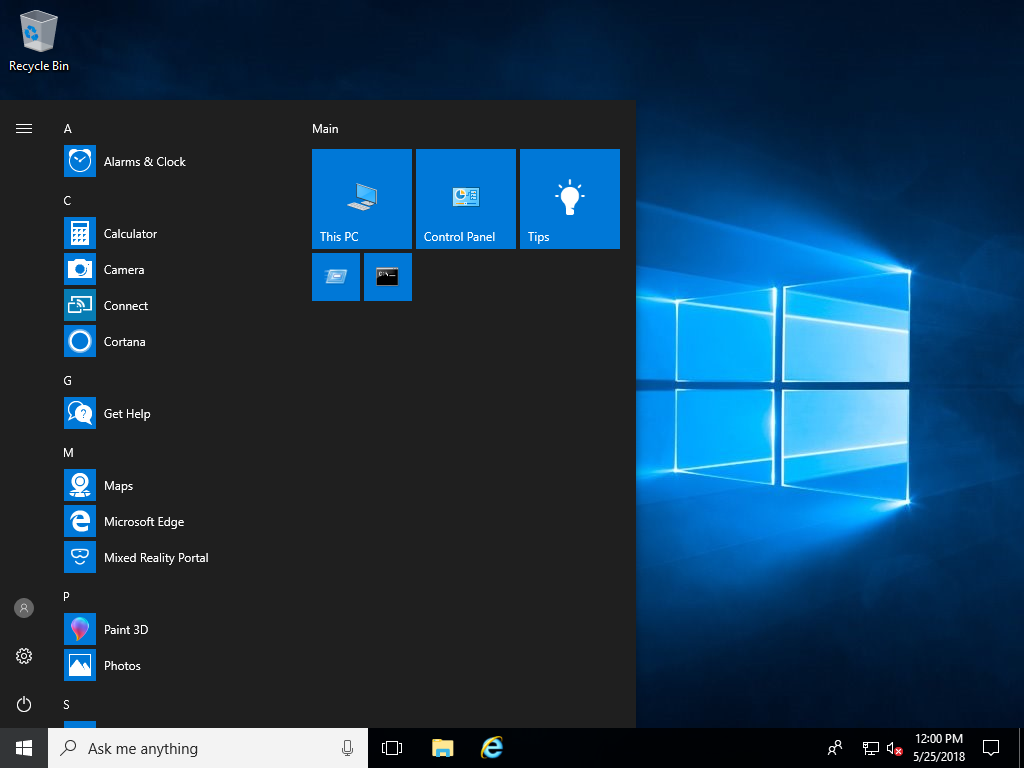 Recycle Bin
A
Alarms & Clock
C
Calculator
Camera
Connect
Cortana
G
Get Help
M
Maps
Microsoft Edge
Mixed Reality Portal
P
Paint 3D
Photos
S
Main
This PC
Control Panel
Tips
Ask me anything
12:00 PM
5/25/2018